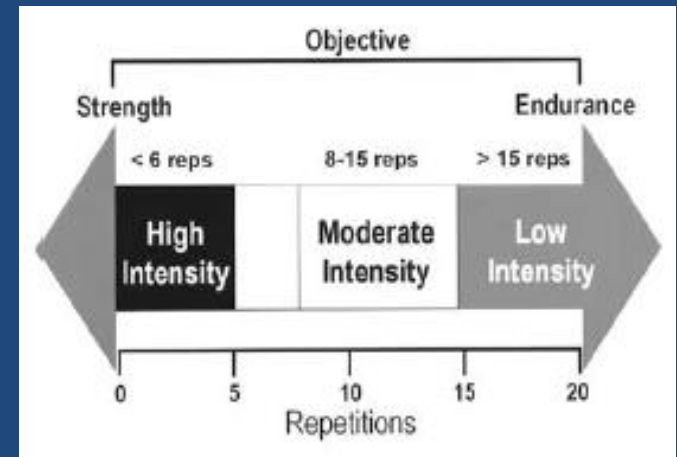 Objective
Strength Endurance
< 6 reps 8-15 reps > 15 reps
High Moderate Low
Intensity Intensity Intensity
0 5 10 15 20
Repetitions